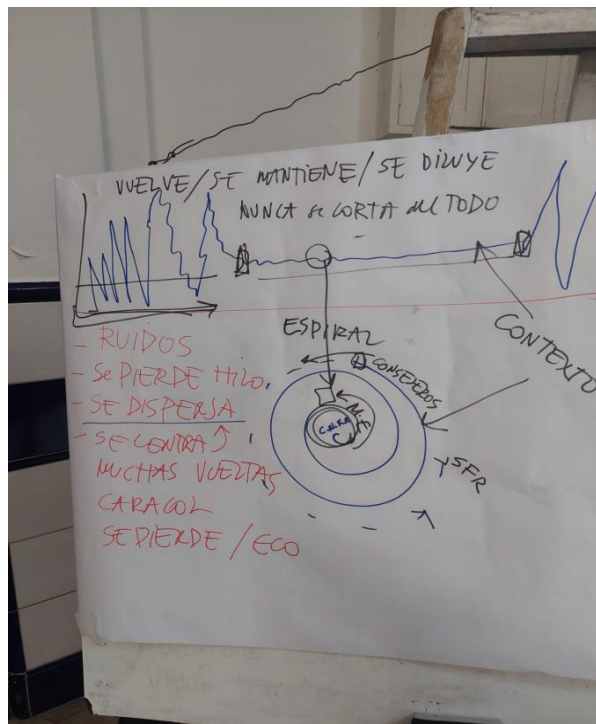 VUELVE/SE MANTIENE/SE DILUYE
NUNCA SE CORTA del TODO
ESPIRAL
CONTEXTO
CONSEJEROS
M.E
SFR
- RUIDOS
- Se PIERDE HILO.
- SE DISPERSA
- SE CENTRA
MUCHAS VUELTAS
CARACOL
SE PIERDE / ECO